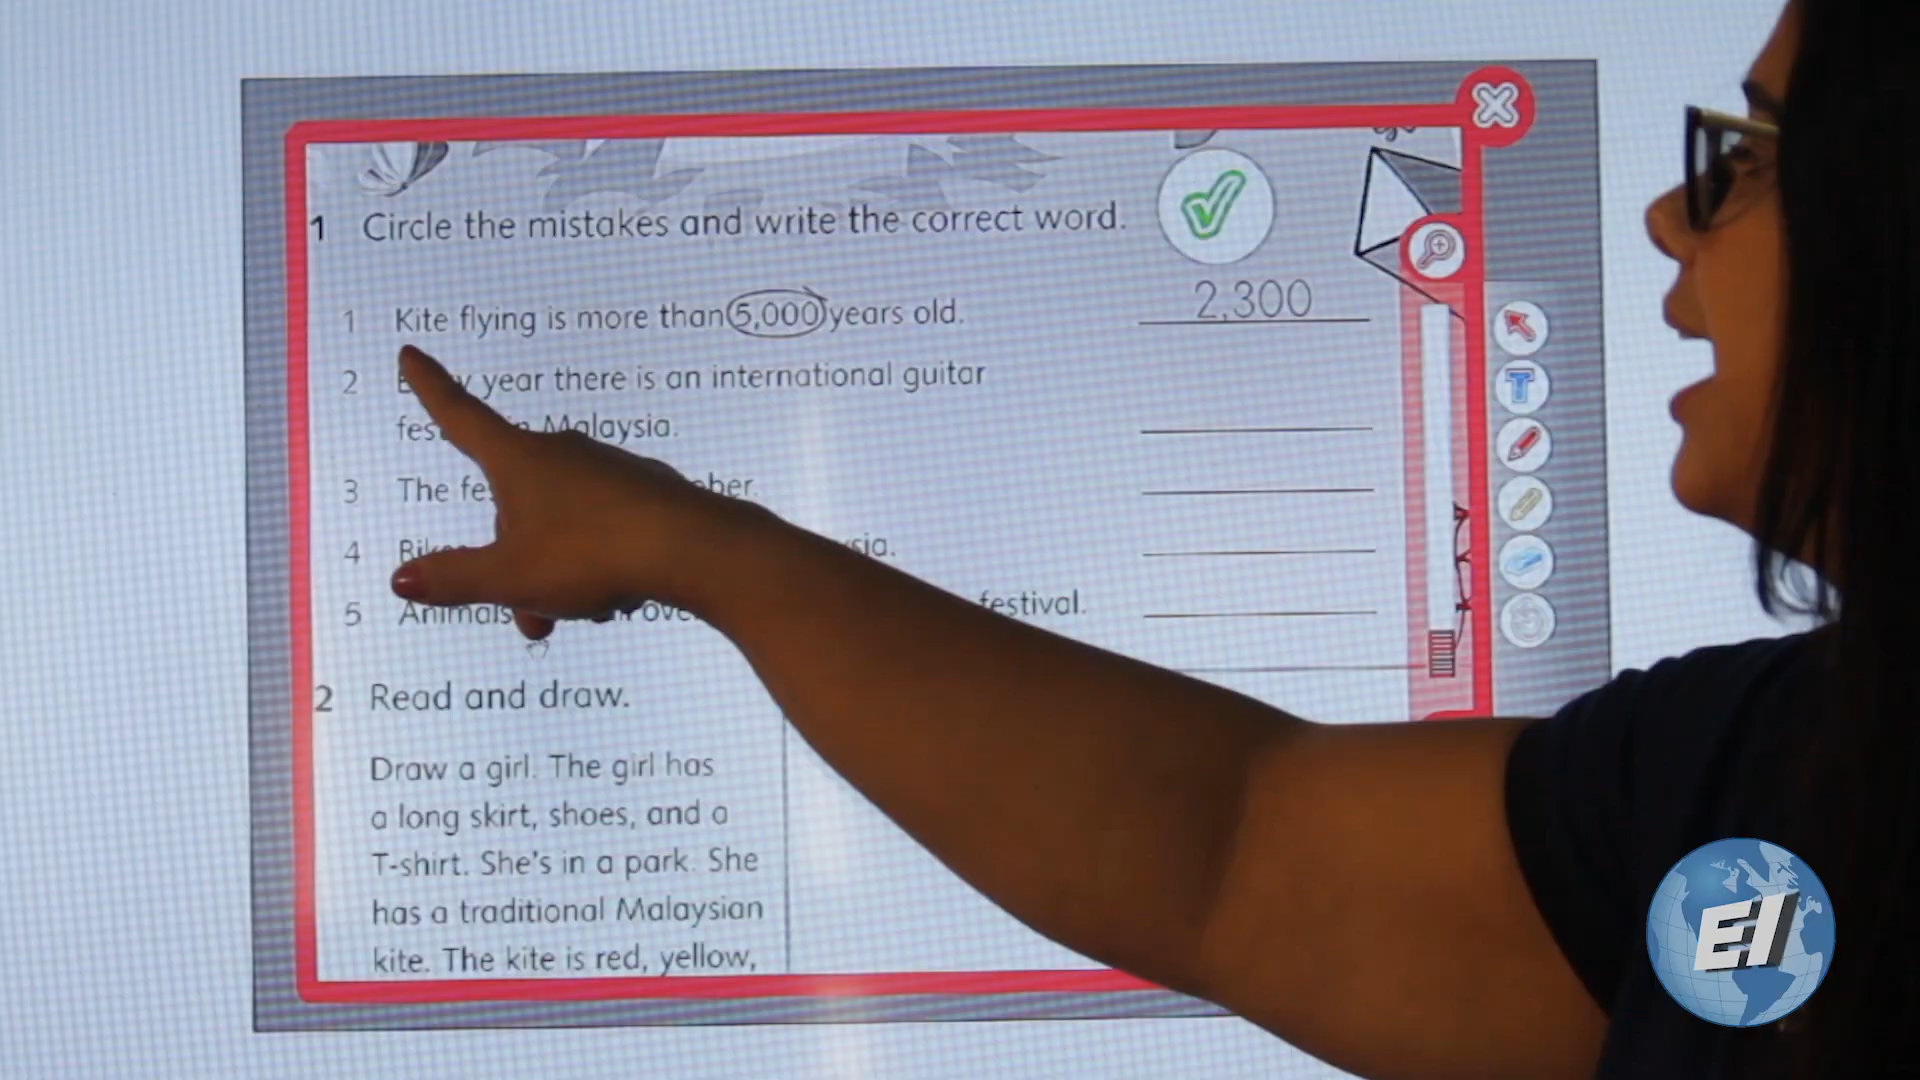 1 Circle the mistakes and write the correct word.
1 Kite flying is more than 5,000 years old. 2,300
2 year there is an international guitar
Malaysia.
3 The
4
5 Animals festival.
2 Read and draw.
Draw a girl. The girl has
a long skirt, shoes, and a
T-shirt. She's in a park. She
has a traditional Malaysian
kite. The kite is red, yellow,
T
EI